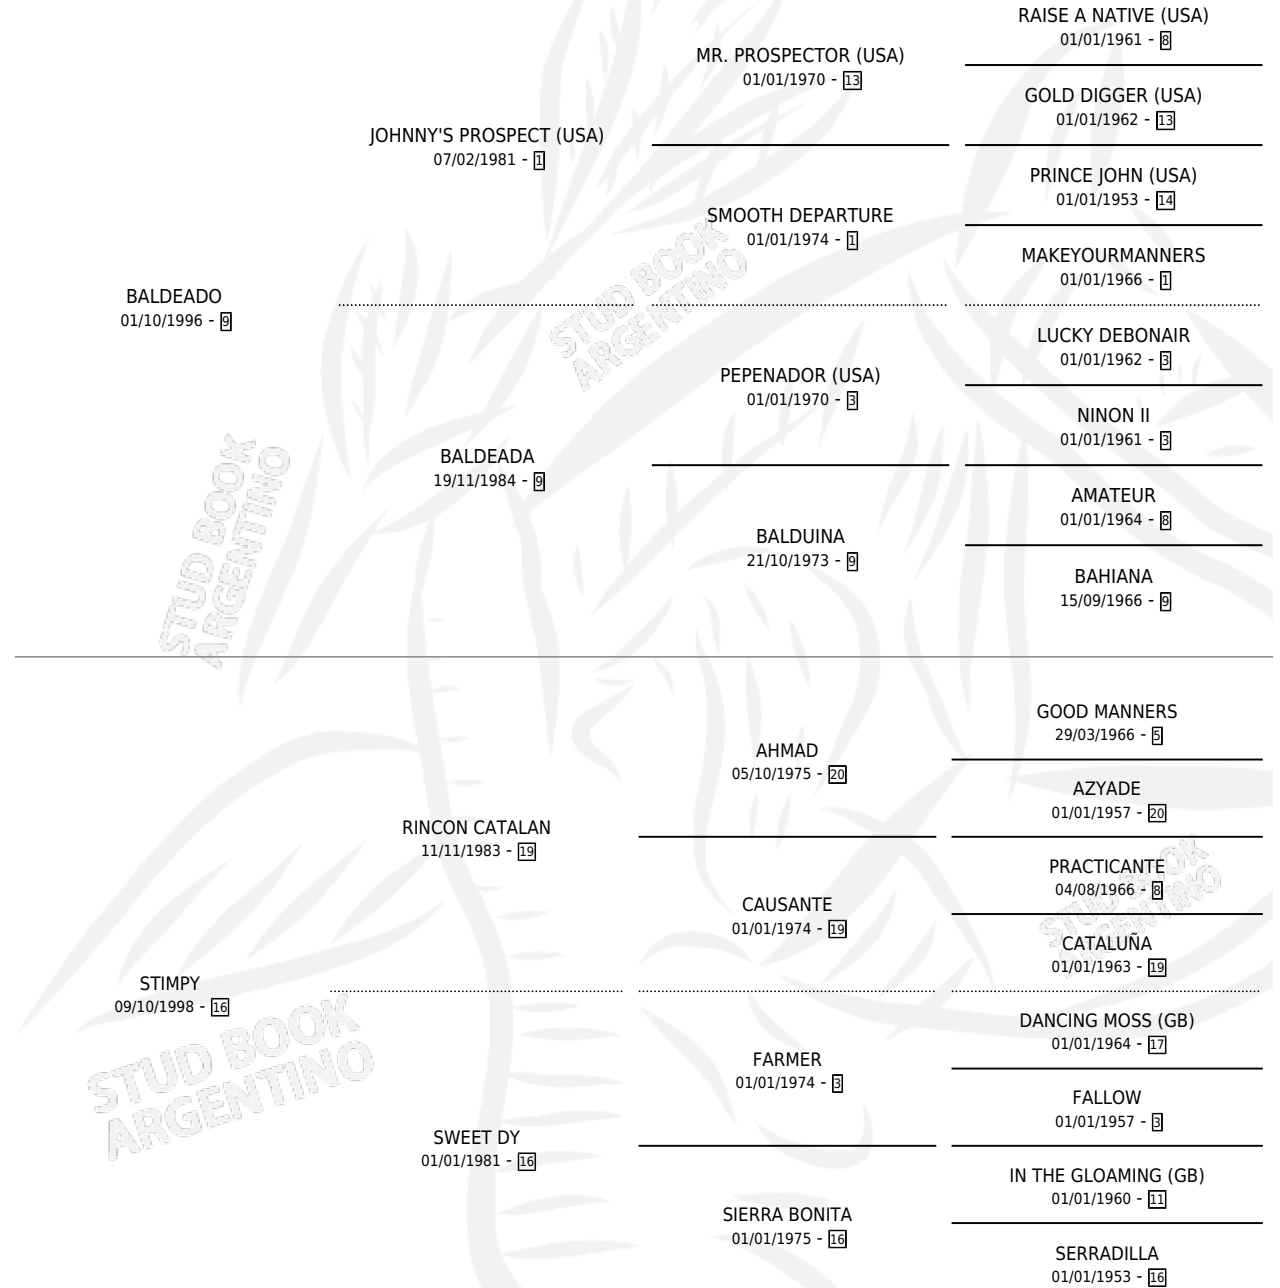 RAISE A NATIVE (USA)
01/01/1961 - 8
MR. PROSPECTOR (USA)
01/01/1970 - 13
GOLD DIGGER (USA)
01/01/1962 - 13
JOHNNY'S PROSPECT (USA)
07/02/1981 - 1
PRINCE JOHN (USA)
01/01/1953 - 14
SMOOTH DEPARTURE
01/01/1974 - 1
MAKEYOURMANNERS
01/01/1966 - 1
BALDEADO
01/10/1996 - 9
STUD BOOK
ARGENTINO
LUCKY DEBONAIR
01/01/1962 - 3
PEPENADOR (USA)
01/01/1970 - 3
NINON II
01/01/1961 - 3
BALDEADA
19/11/1984 - 9
AMATEUR
01/01/1964 - 8
BALDUINA
21/10/1973 - 9
BAHIANA
15/09/1966 - 9
STUD BOOK
ARGENTINO
GOOD MANNERS
29/03/1966 - 5
AHMAD
05/10/1975 - 20
AZYADE
01/01/1957 - 20
RINCON CATALAN
11/11/1983 - 19
PRACTICANTE
04/08/1966 - 8
CAUSANTE
01/01/1974 - 19
CATALUÑA
01/01/1963 - 19
STUD BOOK
ARGENTINO
STIMPY
09/10/1998 - 16
DANCING MOSS (GB)
01/01/1964 - 17
FARMER
01/01/1974 - 3
FALLOW
01/01/1957 - 3
STUD BOOK
ARGENTINO
SWEET DY
01/01/1981 - 16
IN THE GLOAMING (GB)
01/01/1960 - 11
SIERRA BONITA
01/01/1975 - 16
SERRADILLA
01/01/1953 - 16